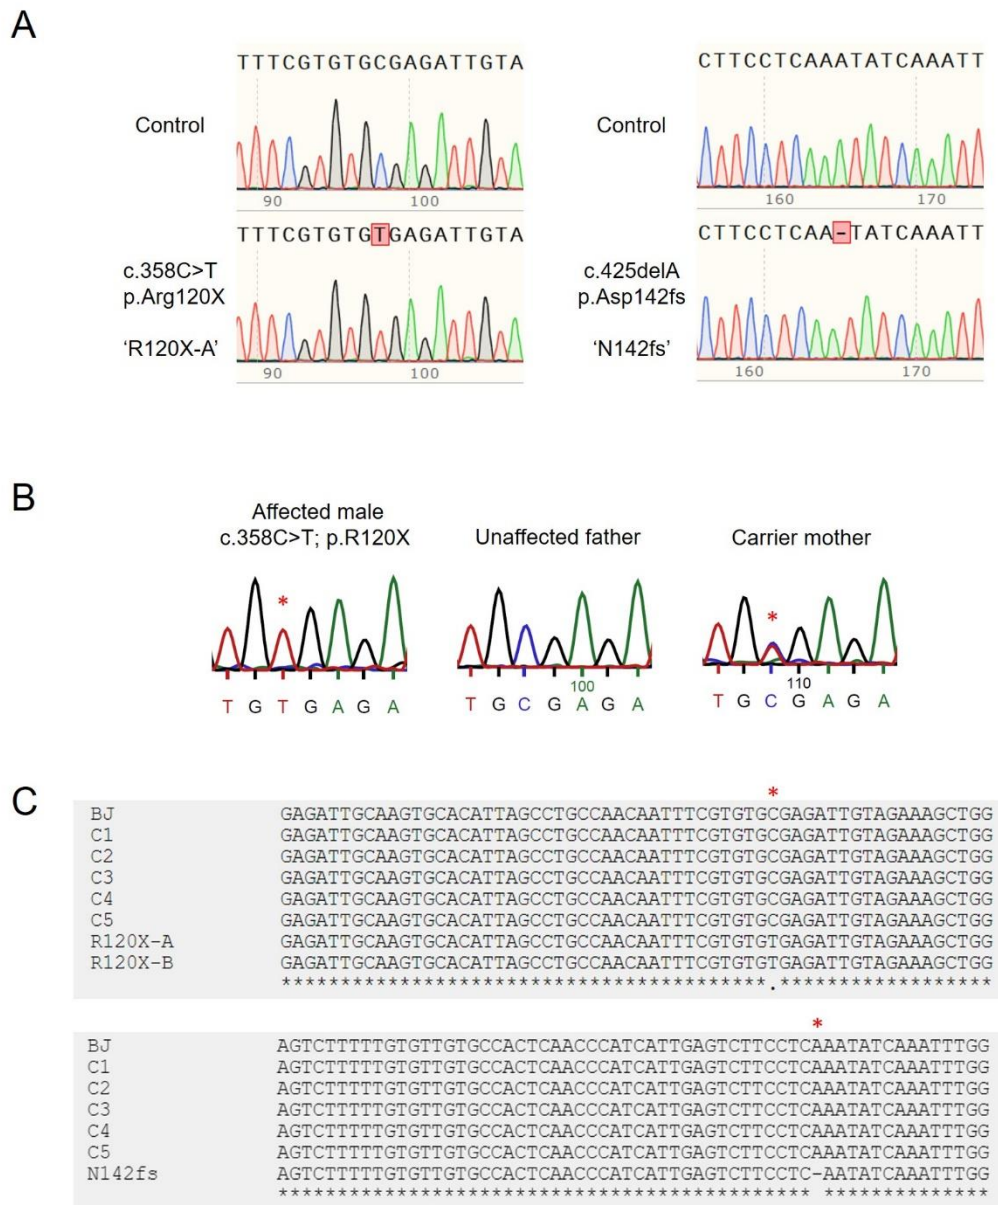 A
TTTCGTGTGCGAGATTGTA
CTTCCTCAAATATCAAATT
Control
Control
90 100
160 170
TTTCGTGTGTGAGATTGTA
CTTCCTCAA-TATCAAATT
c.358C>T
p.Arg120X
'R120X-A'
c.425delA
p.Asp142fs
'N142fs'
90 100
160 170
B
Affected male
c.358C>T; p.R120X
Unaffected father
Carrier mother
*
*
100
110
T G T G A G A
T G C G A G A
T G C G A G A
C
*
BJ GAGATTGCAAGTGCACATTAGCCTGCCAACAATTTCGTGTGCGAGATTGTAGAAAGCTGG
C1 GAGATTGCAAGTGCACATTAGCCTGCCAACAATTTCGTGTGCGAGATTGTAGAAAGCTGG
C2 GAGATTGCAAGTGCACATTAGCCTGCCAACAATTTCGTGTGCGAGATTGTAGAAAGCTGG
C3 GAGATTGCAAGTGCACATTAGCCTGCCAACAATTTCGTGTGCGAGATTGTAGAAAGCTGG
C4 GAGATTGCAAGTGCACATTAGCCTGCCAACAATTTCGTGTGCGAGATTGTAGAAAGCTGG
C5 GAGATTGCAAGTGCACATTAGCCTGCCAACAATTTCGTGTGCGAGATTGTAGAAAGCTGG
R120X-A GAGATTGCAAGTGCACATTAGCCTGCCAACAATTTCGTGTGTGAGATTGTAGAAAGCTGG
R120X-B GAGATTGCAAGTGCACATTAGCCTGCCAACAATTTCGTGTGTGAGATTGTAGAAAGCTGG
*****************************************.******************
*
BJ AGTCTTTTTGTGTTGTGCCACTCAACCCATCATTGAGTCTTCCTCAAATATCAAATTTGG
C1 AGTCTTTTTGTGTTGTGCCACTCAACCCATCATTGAGTCTTCCTCAAATATCAAATTTGG
C2 AGTCTTTTTGTGTTGTGCCACTCAACCCATCATTGAGTCTTCCTCAAATATCAAATTTGG
C3 AGTCTTTTTGTGTTGTGCCACTCAACCCATCATTGAGTCTTCCTCAAATATCAAATTTGG
C4 AGTCTTTTTGTGTTGTGCCACTCAACCCATCATTGAGTCTTCCTCAAATATCAAATTTGG
C5 AGTCTTTTTGTGTTGTGCCACTCAACCCATCATTGAGTCTTCCTCAAATATCAAATTTGG
N142fs AGTCTTTTTGTGTTGTGCCACTCAACCCATCATTGAGTCTTCCTC-AATATCAAATTTGG
********************************************* **************